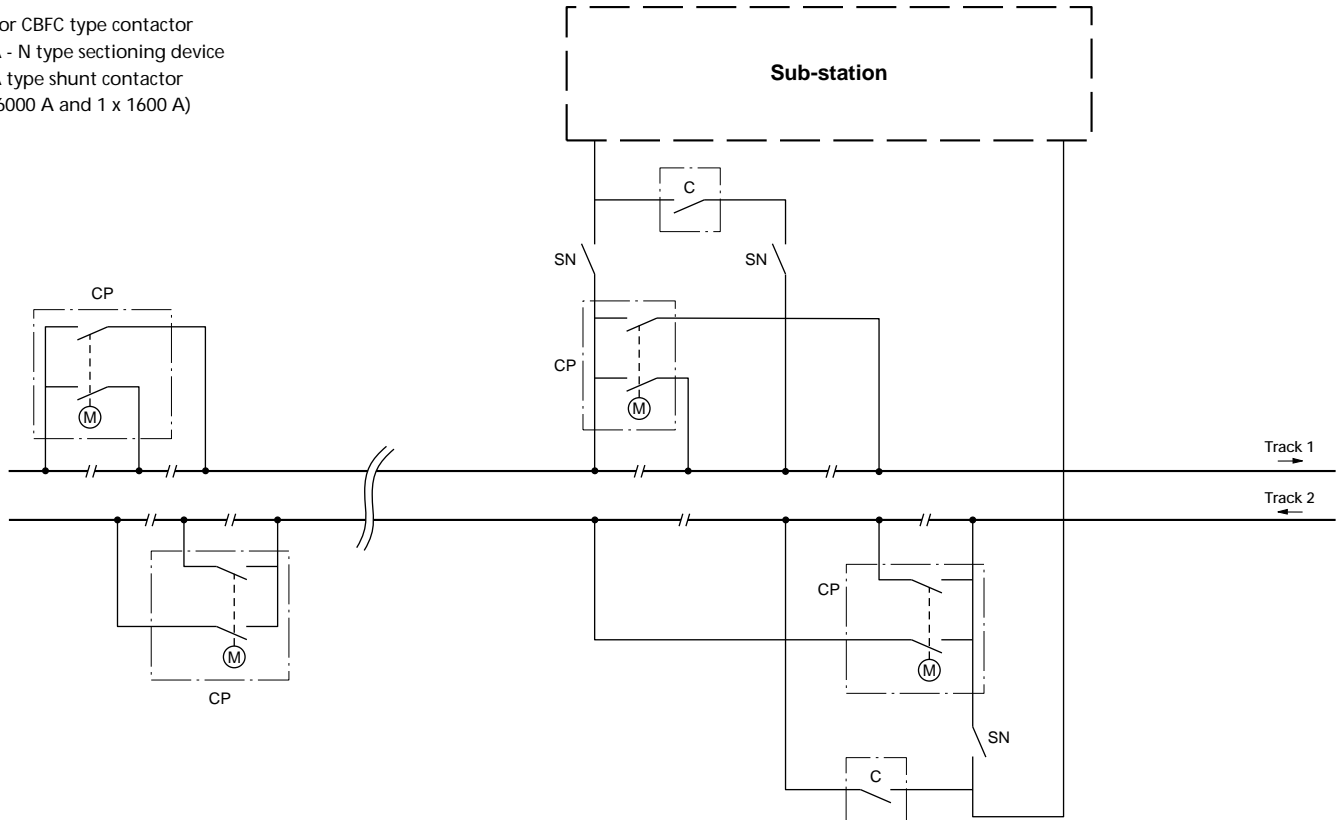 or CBFC type contactor
- N type sectioning device
type shunt contactor
6000 A and 1 x 1600 A)
Sub-station
C
SN
SN
CP
CP
M
M
Track 1
Track 2
CP
M
M
CP
SN
C